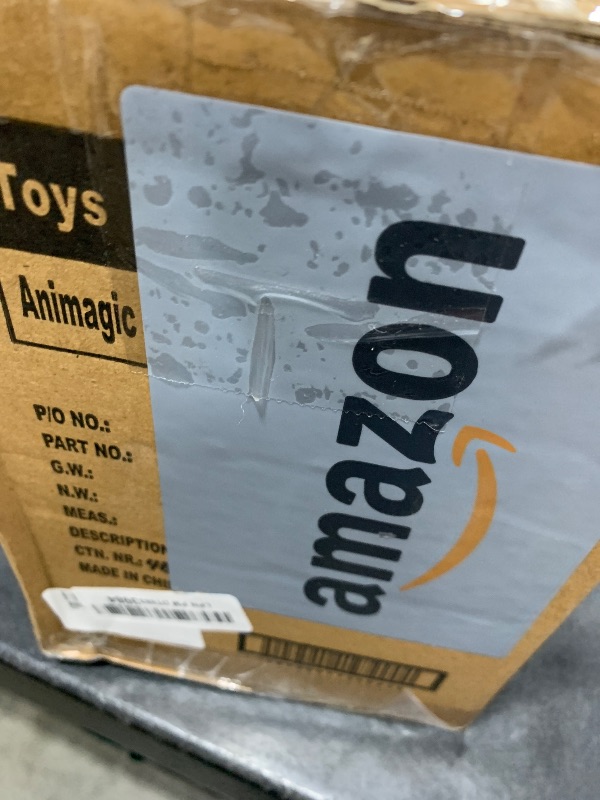 Toys
Animagic
P/O NO.:
PART NO.:
G.W.:
N.W.:
MEAS.:
DESCRIPTION
CTN. NR.:
MADE IN CHI
amazon